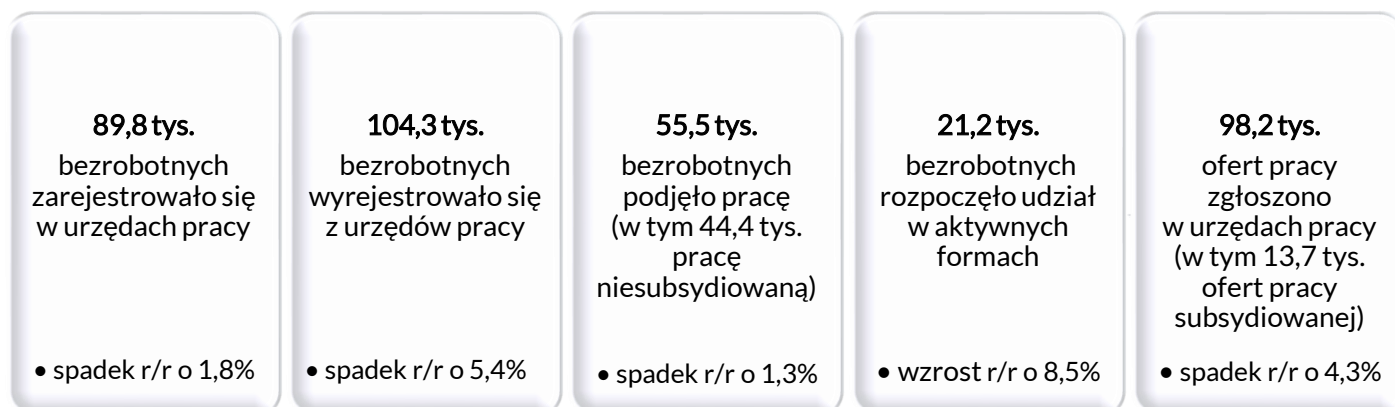 89,8 tys.
bezrobotnych
zarejestrowało się
w urzędach pracy
• spadek r/r o 1,8%
104,3 tys.
bezrobotnych
wyrejestrowało się
z urzędów pracy
• spadek r/r o 5,4%
55,5 tys.
bezrobotnych
podjęło pracę
(w tym 44,4 tys.
pracę
niesubsydiowaną)
• spadek r/r o 1,3%
21,2 tys.
bezrobotnych
rozpoczęło udział
w aktywnych
formach
• wzrost r/r o 8,5%
98,2 tys.
ofert pracy
zgłoszono
w urzędach pracy
(w tym 13,7 tys.
ofert pracy
subsydiowanej)
• spadek r/r o 4,3%